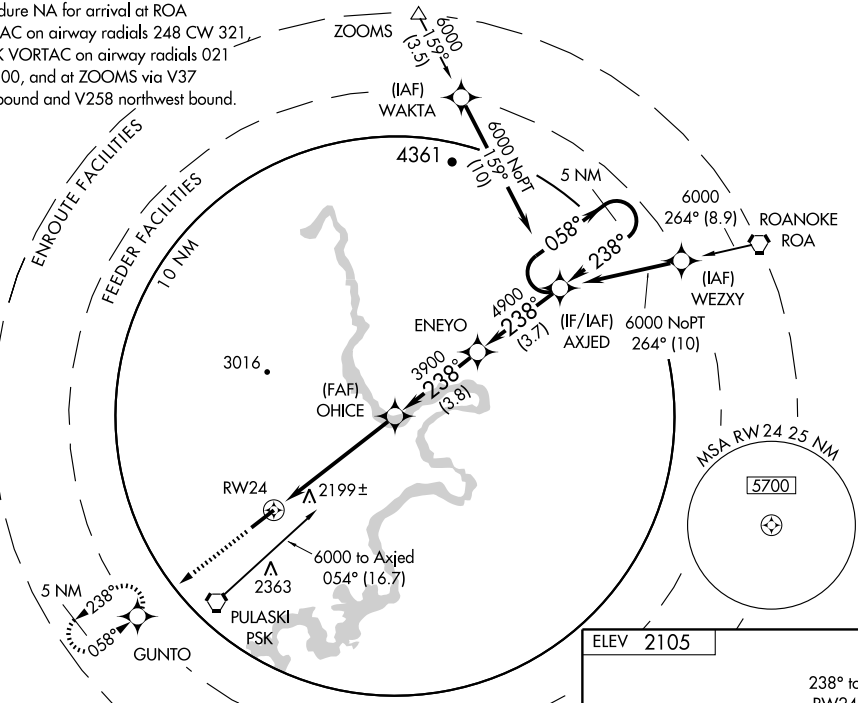 dure NA for arrival at ROA
AC on airway radials 248 CW 321,
K VORTAC on airway radials 021
00, and at ZOOMS via V37
bound and V258 northwest bound.
ZOOMS
6000
159°
(3.5)
(IAF)
WAKTA
4361
6000 NoPT
159°
(10)
5 NM
ENROUTE FACILITIES
FEEDER FACILITIES
10 NM
058°
238°
6000
264° (8.9)
ROANOKE
ROA
(IAF)
WEZXY
(IF/IAF)
AXJED
6000 NoPT
264° (10)
4900
238°
(3.7)
ENEYO
3900
238°
(3.8)
3016
(FAF)
OHICE
RW24
2199±
MSA RW24 25 NM
5700
6000 to Axjed
054° (16.7)
2363
PULASKI
PSK
5 NM
238°
058°
GUNTO
ELEV 2105
238° to
RW24